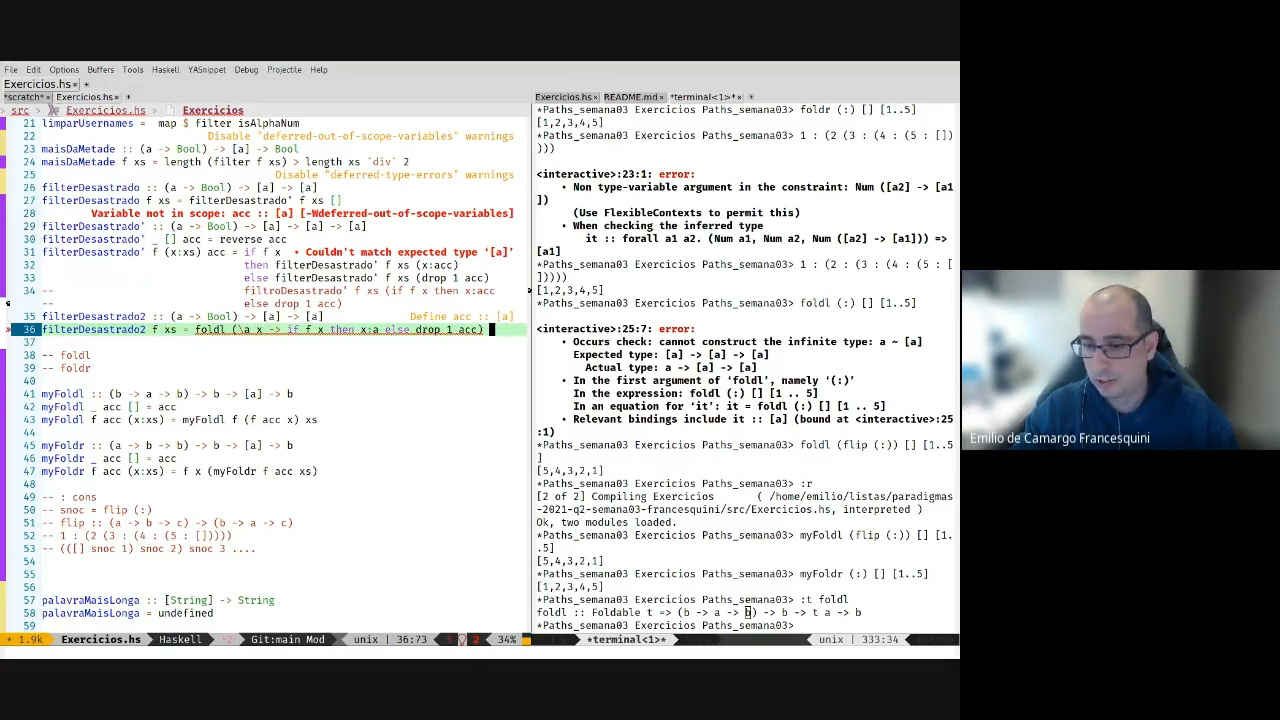 File Edit Options Buffers Tools Haskell YASnippet Debug Projectile Help
Exercicios.hs× +
*scratch* × Exercicios.hs× +
src > Exercicios.hs > Exercicios
21 limparUsernames = map $ filter isAlphaNum
22 Disable "deferred-out-of-scope-variables" warnings
23 maisDaMetade :: (a -> Bool) -> [a] -> Bool
24 maisDaMetade f xs = length (filter f xs) > length xs `div` 2
25 Disable "deferred-type-errors" warnings
26 filterDesastrado :: (a -> Bool) -> [a] -> [a]
27 filterDesastrado f xs = filterDesastrado' f xs []
28 Variable not in scope: acc :: [a] [-Wdeferred-out-of-scope-variables]
29 filterDesastrado' :: (a -> Bool) -> [a] -> [a] -> [a]
30 filterDesastrado' _ [] acc = reverse acc
31 filterDesastrado' f (x:xs) acc = if f x • Couldn't match expected type ‘[a]’
32 then filterDesastrado' f xs (x:acc)
33 else filterDesastrado' f xs (drop 1 acc)
34 -- filtroDesastrado' f xs (if f x then x:acc
-- else drop 1 acc)
35 filterDesastrado2 :: (a -> Bool) -> [a] -> [a] Define acc :: [a]
36 filterDesastrado2 f xs = foldl (\a x -> if f x then x:a else drop 1 acc)
37
38 -- foldl
39 -- foldr
40
41 myFoldl :: (b -> a -> b) -> b -> [a] -> b
42 myFoldl _ acc [] = acc
43 myFoldl f acc (x:xs) = myFoldl f (f acc x) xs
44
45 myFoldr :: (a -> b -> b) -> b -> [a] -> b
46 myFoldr _ acc [] = acc
47 myFoldr f acc (x:xs) = f x (myFoldr f acc xs)
48
49 -- : cons
50 -- snoc = flip (:)
51 -- flip :: (a -> b -> c) -> (b -> a -> c)
52 -- 1 : (2 (3 : (4 : (5 : []))))
53 -- (([] snoc 1) snoc 2) snoc 3 ....
54
55
56
57 palavraMaisLonga :: [String] -> String
58 palavraMaisLonga = undefined
1.9k Exercicios.hs Haskell +2 Git:main Mod unix | 36:73 2 34%
Exercicios.hs× README.md× *terminal<1>*× +
*Paths_semana03 Exercicios Paths_semana03> foldr (:) [] [1..5]
[1,2,3,4,5]
*Paths_semana03 Exercicios Paths_semana03> 1 : (2 (3 : (4 : (5 : [])
)))
<interactive>:23:1: error:
• Non type-variable argument in the constraint: Num ([a2] -> [a1
])
(Use FlexibleContexts to permit this)
• When checking the inferred type
it :: forall a1 a2. (Num a1, Num a2, Num ([a2] -> [a1])) =>
[a1]
*Paths_semana03 Exercicios Paths_semana03> 1 : (2 : (3 : (4 : (5 : [
]))))
[1,2,3,4,5]
*Paths_semana03 Exercicios Paths_semana03> foldl (:) [] [1..5]
<interactive>:25:7: error:
• Occurs check: cannot construct the infinite type: a ~ [a]
Expected type: [a] -> [a] -> [a]
Actual type: a -> [a] -> [a]
• In the first argument of ‘foldl’, namely ‘(:)’
In the expression: foldl (:) [] [1 .. 5]
In an equation for ‘it’: it = foldl (:) [] [1 .. 5]
• Relevant bindings include it :: [a] (bound at <interactive>:25
:1)
*Paths_semana03 Exercicios Paths_semana03> foldl (flip (:)) [] [1..5
]
[5,4,3,2,1]
*Paths_semana03 Exercicios Paths_semana03> :r
[2 of 2] Compiling Exercicios ( /home/emilio/listas/paradigmas
-2021-q2-semana03-francesquini/src/Exercicios.hs, interpreted )
Ok, two modules loaded.
*Paths_semana03 Exercicios Paths_semana03> myFoldl (flip (:)) [] [1.
.5]
[5,4,3,2,1]
*Paths_semana03 Exercicios Paths_semana03> myFoldr (:) [] [1..5]
[1,2,3,4,5]
*Paths_semana03 Exercicios Paths_semana03> :t foldl
foldl :: Foldable t => (b -> a -> b) -> b -> t a -> b
*Paths_semana03 Exercicios Paths_semana03>
*terminal<1>* unix | 333:34
Emilio de Camargo Francesquini